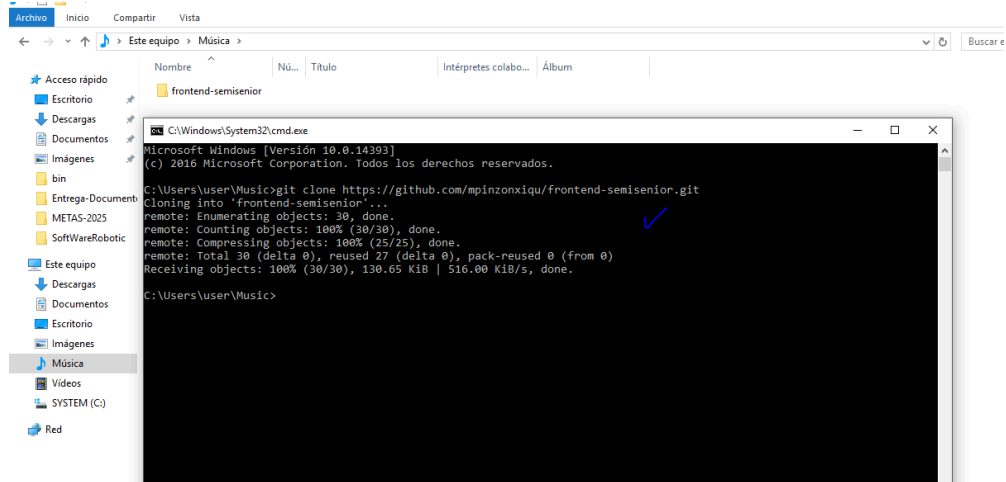 Archivo Inicio Compartir Vista
Este equipo > Música >
Buscar e
Nombre Nú... Título Intérpretes colabo... Álbum
frontend-semisenior
Acceso rápido
Escritorio
Descargas
Documentos
Imágenes
bin
Entrega-Document
METAS-2025
SoftWareRobotic
Este equipo
Descargas
Documentos
Escritorio
Imágenes
Música
Vídeos
SYSTEM (C:)
Red
C:\Windows\System32\cmd.exe
Microsoft Windows [Versión 10.0.14393]
(c) 2016 Microsoft Corporation. Todos los derechos reservados.
C:\Users\user\Music>git clone https://github.com/mpinzonxiqu/frontend-semisenior.git
Cloning into 'frontend-semisenior'...
remote: Enumerating objects: 30, done.
remote: Counting objects: 100% (30/30), done.
remote: Compressing objects: 100% (25/25), done.
remote: Total 30 (delta 0), reused 27 (delta 0), pack-reused 0 (from 0)
Receiving objects: 100% (30/30), 130.65 KiB | 516.00 KiB/s, done.
C:\Users\user\Music>